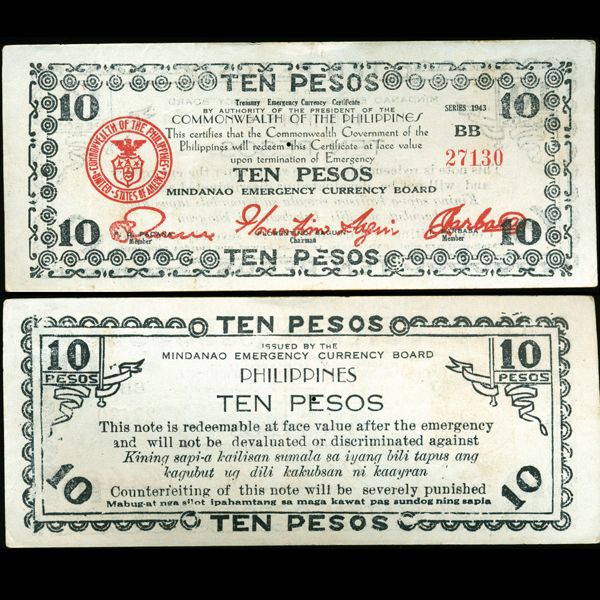 TEN PESOS
10
10
Treasury Emergency Currency Certificate
BY AUTHORITY OF THE PRESIDENT OF THE
COMMONWEALTH OF THE PHILIPPINES
SERIES 1943
This certifies that the Commonwealth Government of the
Philippines will redeem this Certificate at face value
upon termination of Emergency
BB
27130
TEN PESOS
MINDANAO EMERGENCY CURRENCY BOARD
COMMONWEALTH OF THE PHILIPPINES
UNITED STATES OF AMERICA
10
10
Member
Chairman
Member
TEN PESOS
TEN PESOS
ISSUED BY THE
MINDANAO EMERGENCY CURRENCY BOARD
10
PESOS
10
PESOS
PHILIPPINES
TEN PESOS
This note is redeemable at face value after the emergency
and will not be devaluated or discriminated against
Kining sapi-a kailisan sumala sa iyang bili tapus ang
kagubut ug dili kakubsan ni kaayran
10
10
Counterfeiting of this note will be severely punished
Mabug-at nga silot ipahamtang sa maga kawat pag sundog ning sapia
TEN PESOS